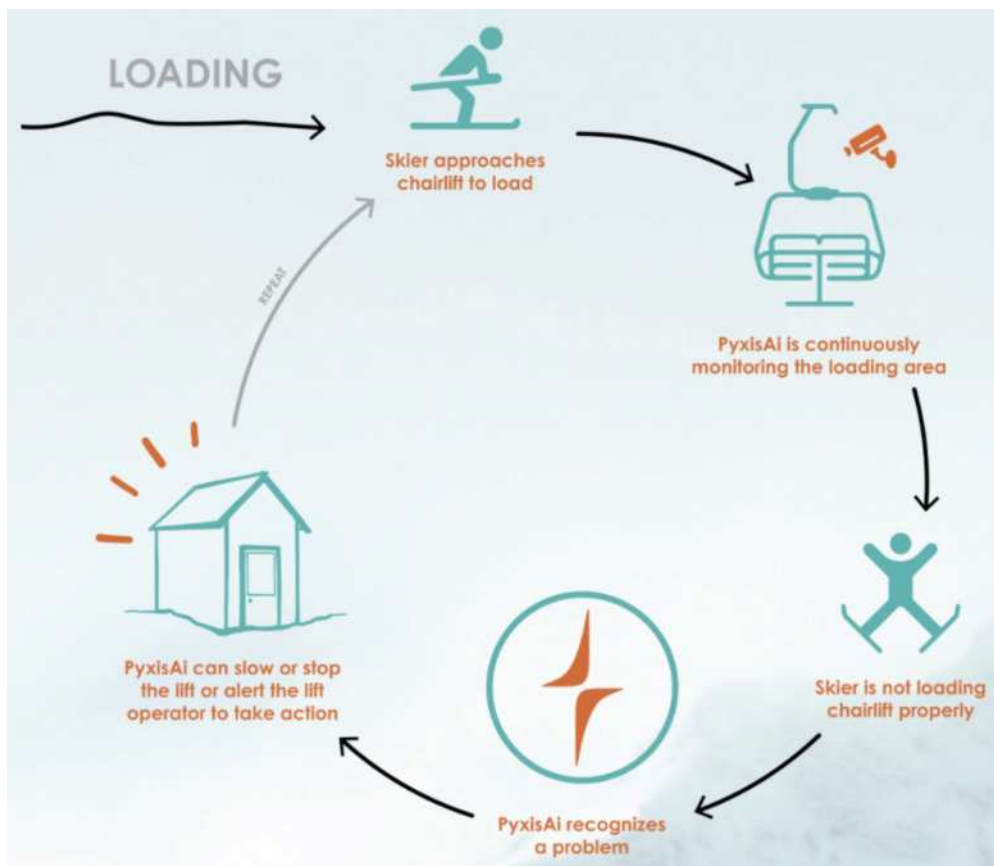 LOADING
Skier approaches
chairlift to load
PyxisAi is continuously
monitoring the loading area
Skier is not loading
chairlift properly
PyxisAi recognizes
a problem
PyxisAi can slow or stop
the lift or alert the lift
operator to take action
REPEAT